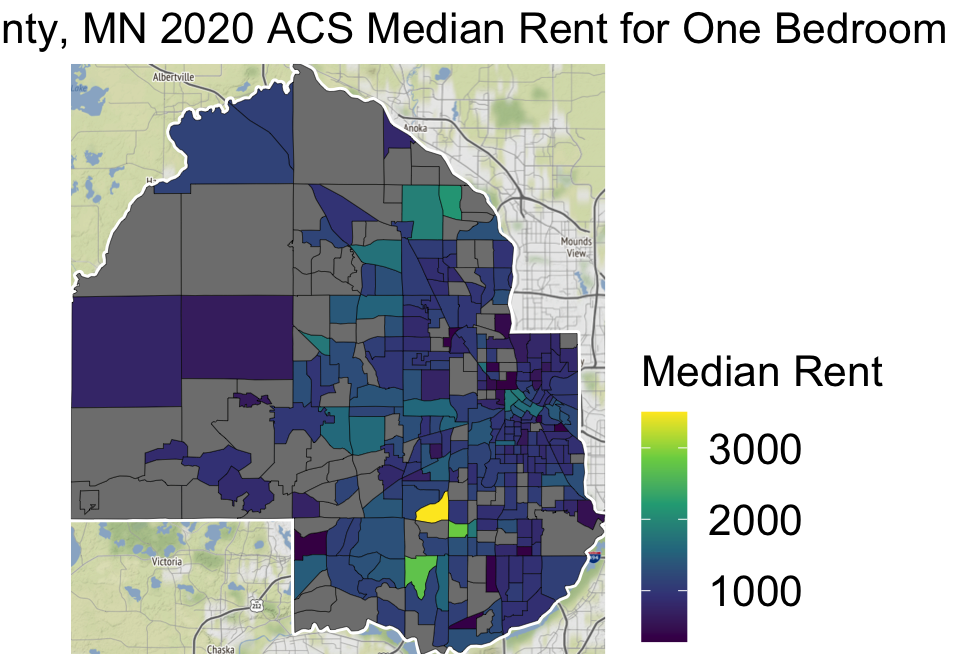 nty, MN 2020 ACS Median Rent for One Bedroom
Albertville
Anoka
Mounds
View
Median Rent
3000
2000
1000
Victoria
212
Chaska